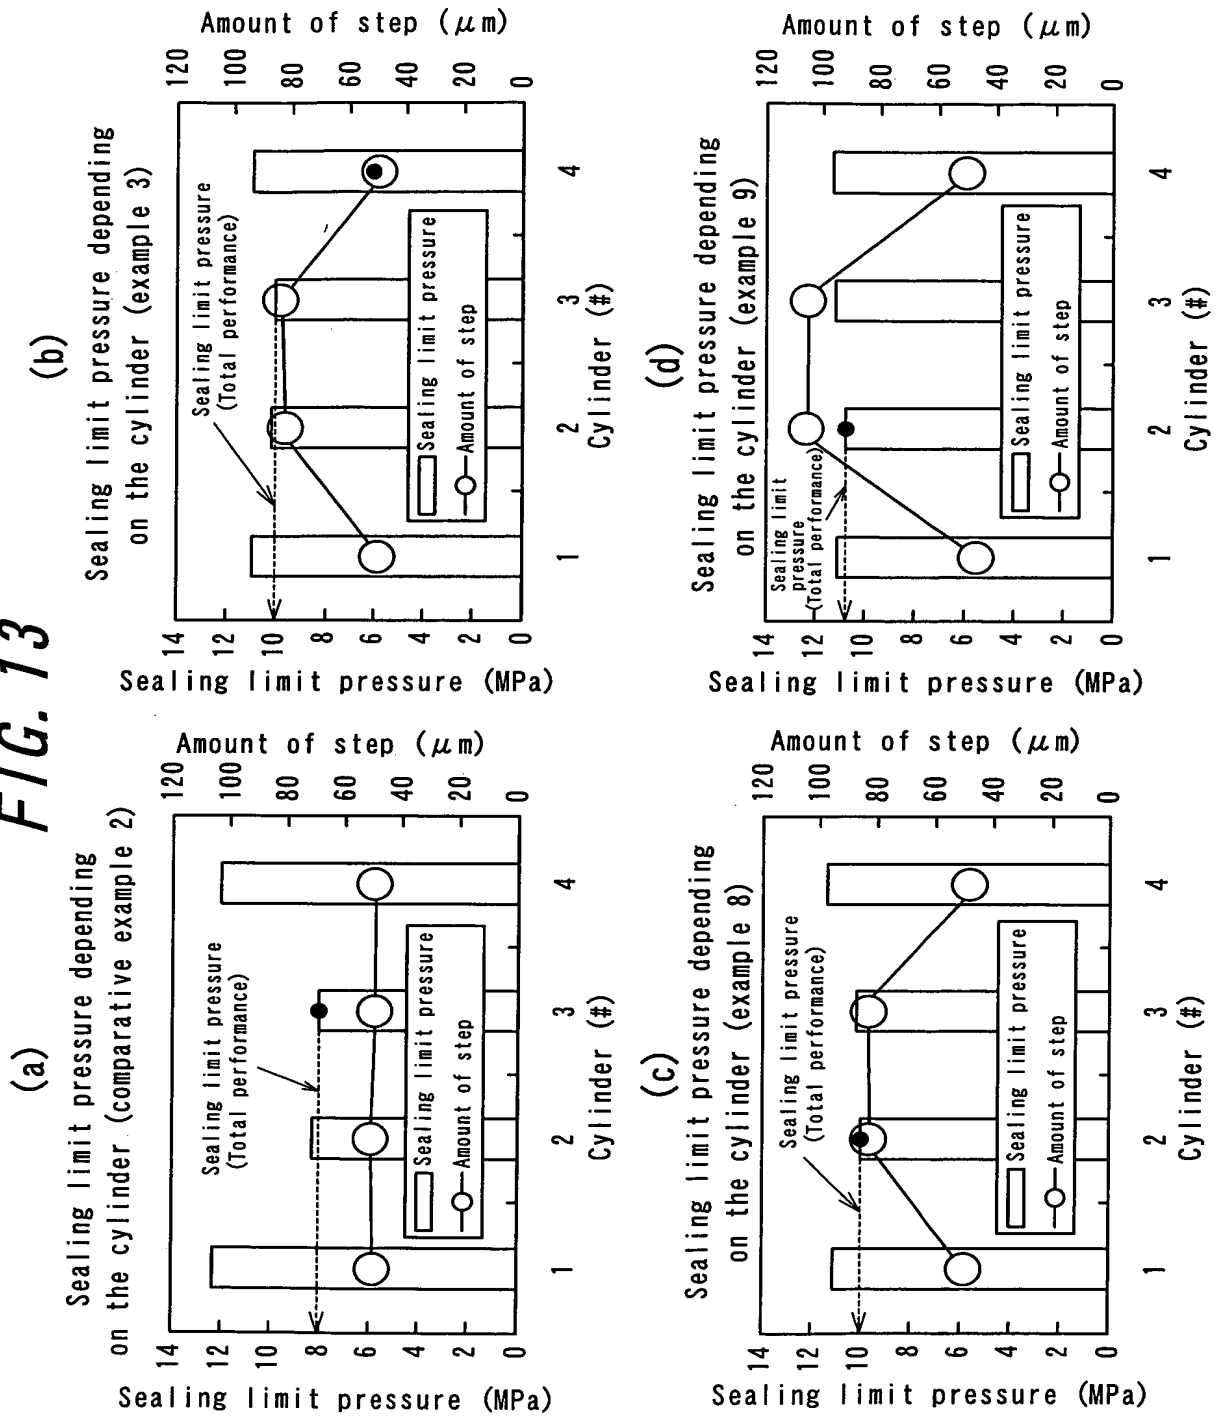 FIG. 13
(a)
Sealing limit pressure depending
on the cylinder (comparative example 2)
Sealing limit pressure (MPa)
14
12
10
8
6
4
2
0
Amount of step (μm)
120
100
80
60
40
20
0
Sealing limit pressure
(Total performance)
Sealing limit pressure
Amount of step
1
2
3
4
Cylinder (#)
(b)
Sealing limit pressure depending
on the cylinder (example 3)
Sealing limit pressure (MPa)
14
12
10
8
6
4
2
0
Amount of step (μm)
120
100
80
60
40
20
0
Sealing limit pressure
(Total performance)
Sealing limit pressure
Amount of step
1
2
3
4
Cylinder (#)
(c)
Sealing limit pressure depending
on the cylinder (example 8)
Sealing limit pressure (MPa)
14
12
10
8
6
4
2
0
Amount of step (μm)
120
100
80
60
40
20
0
Sealing limit pressure
(Total performance)
Sealing limit pressure
Amount of step
1
2
3
4
Cylinder (#)
(d)
Sealing limit pressure depending
on the cylinder (example 9)
Sealing limit pressure (MPa)
14
12
10
8
6
4
2
0
Amount of step (μm)
120
100
80
60
40
20
0
Sealing limit
pressure
(Total performance)
Sealing limit pressure
Amount of step
1
2
3
4
Cylinder (#)